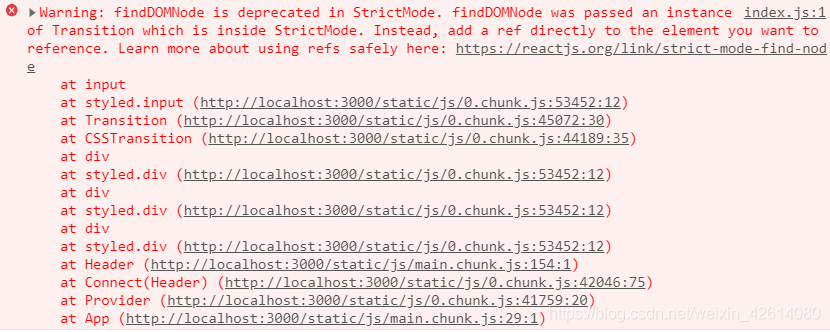 Warning: findDOMNode is deprecated in StrictMode. findDOMNode was passed an instance index.js:1
of Transition which is inside StrictMode. Instead, add a ref directly to the element you want to
reference. Learn more about using refs safely here: https://reactjs.org/link/strict-mode-find-nod
e
at input
at styled.input (http://localhost:3000/static/js/0.chunk.js:53452:12)
at Transition (http://localhost:3000/static/js/0.chunk.js:45072:30)
at CSSTransition (http://localhost:3000/static/js/0.chunk.js:44189:35)
at div
at styled.div (http://localhost:3000/static/js/0.chunk.js:53452:12)
at div
at styled.div (http://localhost:3000/static/js/0.chunk.js:53452:12)
at div
at styled.div (http://localhost:3000/static/js/0.chunk.js:53452:12)
at Header (http://localhost:3000/static/js/main.chunk.js:154:1)
at Connect(Header) (http://localhost:3000/static/js/0.chunk.js:42046:75)
at Provider (http://localhost:3000/static/js/0.chunk.js:41759:20)
at App (http://localhost:3000/static/js/main.chunk.js:29:1)
https://blog.csdn.net/weixin_42614080